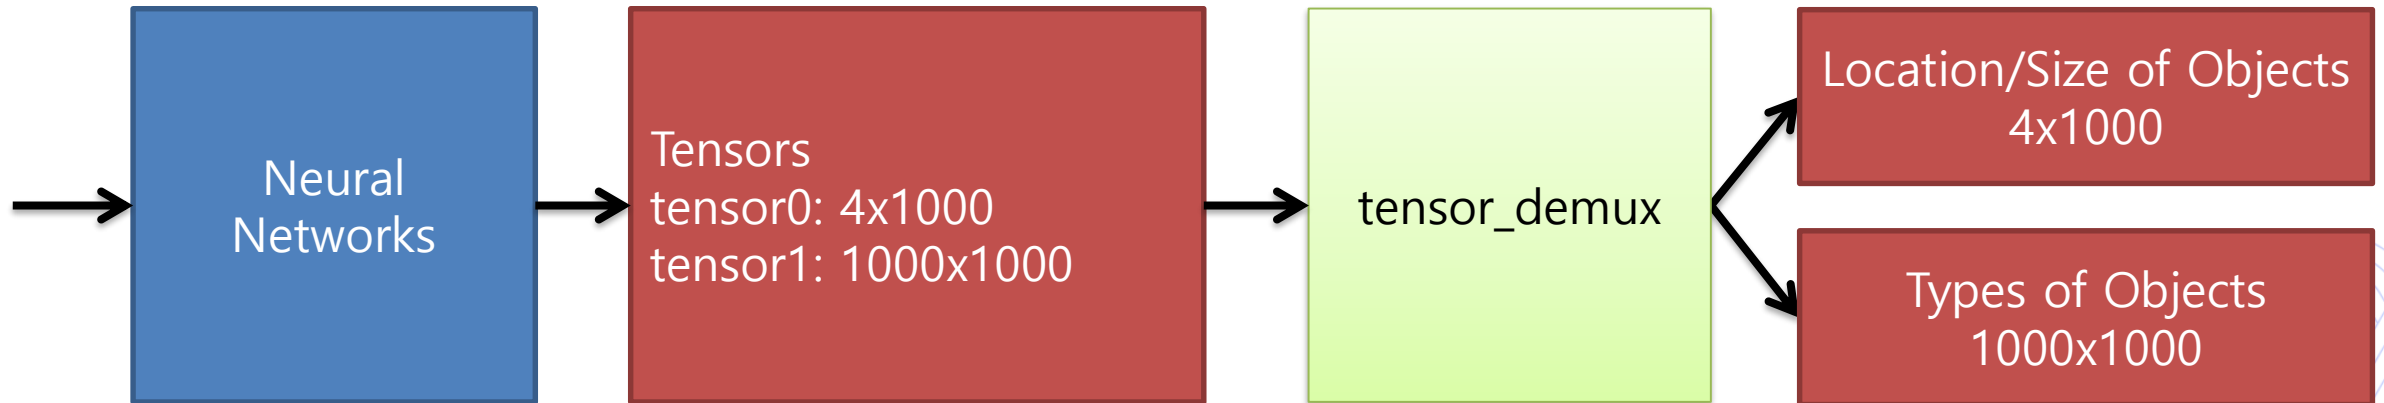 Neural
Networks
Tensors
tensor0: 4x1000
tensor1: 1000x1000
tensor_demux
Location/Size of Objects
4x1000
Types of Objects
1000x1000